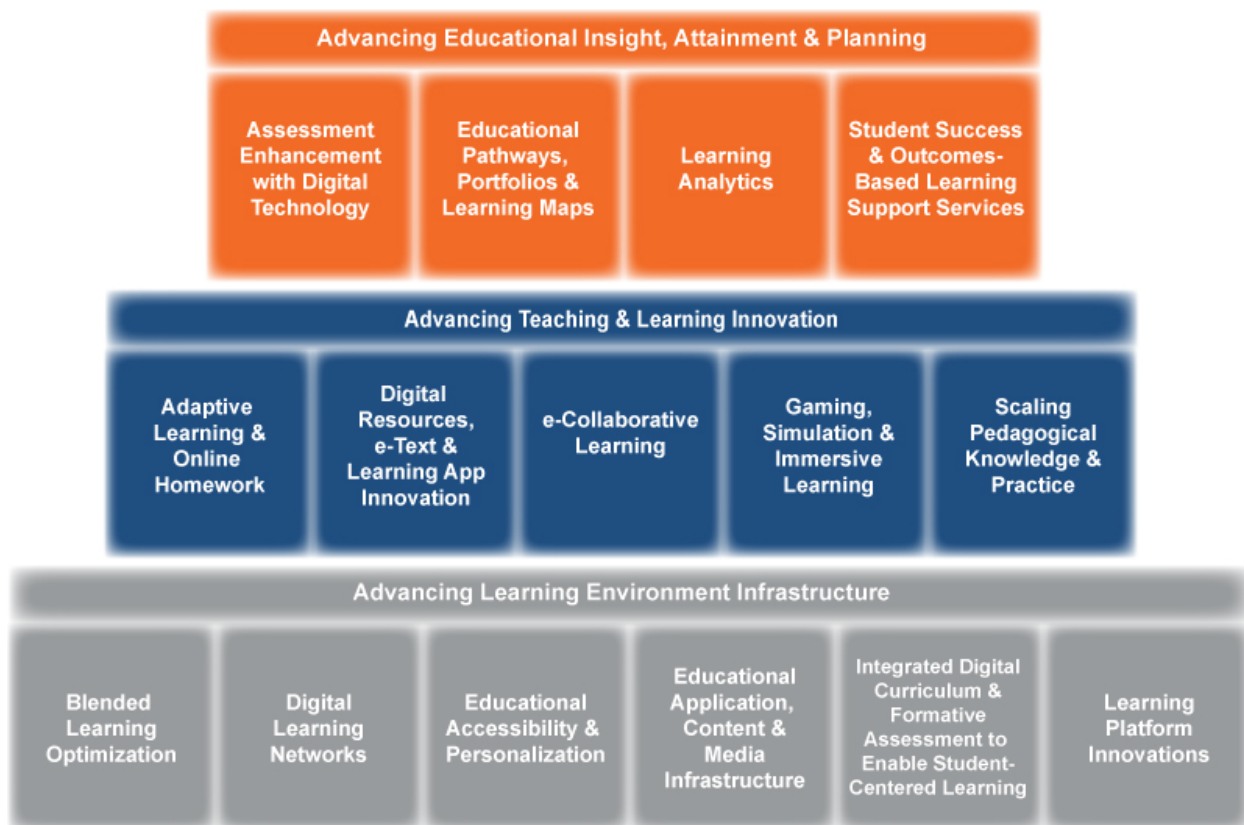 Advancing Educational Insight, Attainment & Planning
Assessment
Enhancement
with Digital
Technology
Educational
Pathways,
Portfolios &
Learning Maps
Learning
Analytics
Student Success
& Outcomes-
Based Learning
Support Services
Advancing Teaching & Learning Innovation
Adaptive
Learning &
Online
Homework
Digital
Resources,
e-Text &
Learning App
Innovation
e-Collaborative
Learning
Gaming,
Simulation &
Immersive
Learning
Scaling
Pedagogical
Knowledge &
Practice
Advancing Learning Environment Infrastructure
Blended
Learning
Optimization
Digital
Learning
Networks
Educational
Accessibility &
Personalization
Educational
Application,
Content &
Media
Infrastructure
Integrated Digital
Curriculum &
Formative
Assessment to
Enable Student-
Centered Learning
Learning
Platform
Innovations